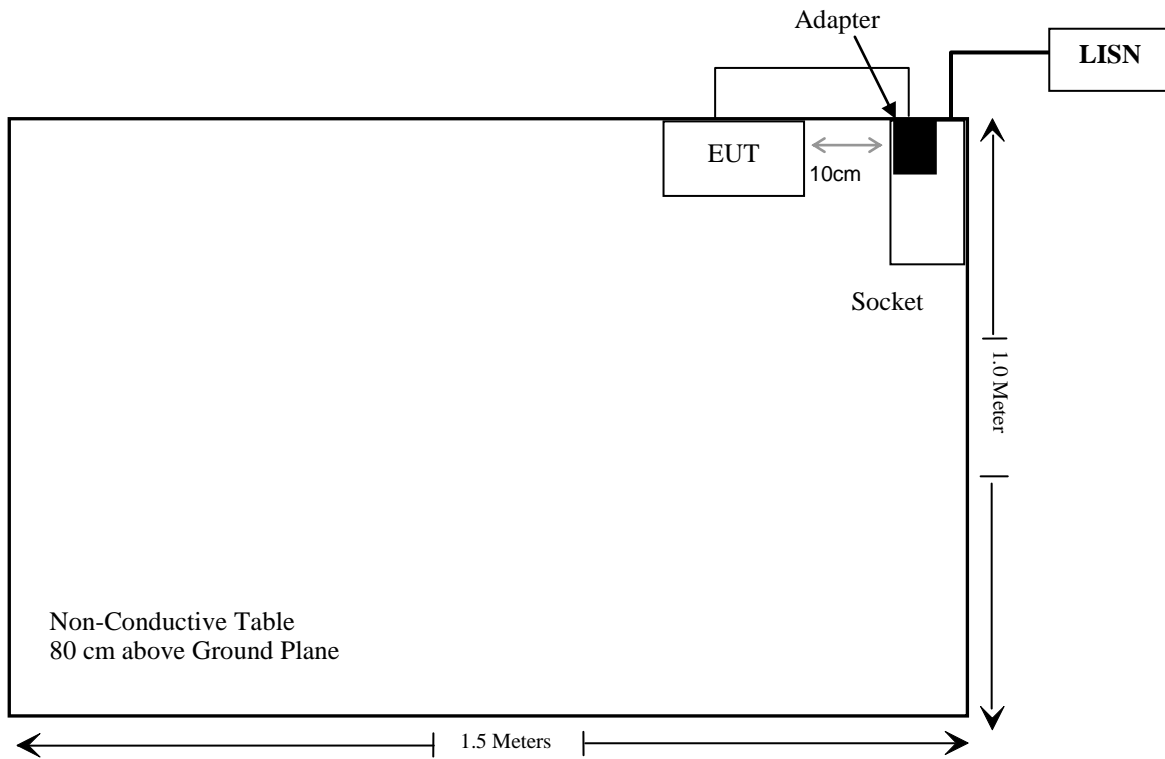 Adapter
LISN
EUT
10cm
Socket
1.0 Meter
Non-Conductive Table
80 cm above Ground Plane
1.5 Meters